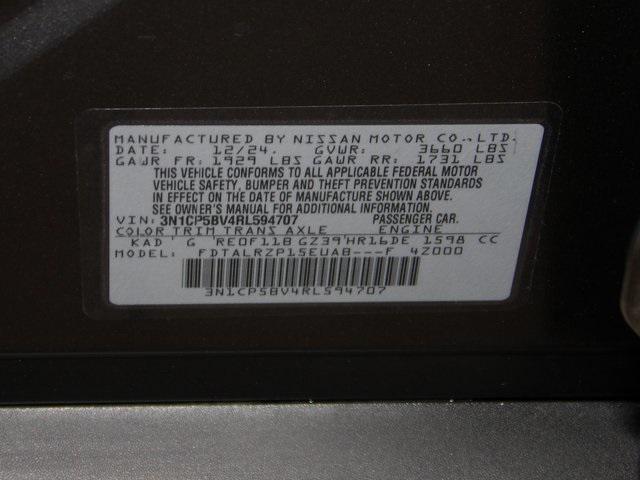 MANUFACTURED BY NISSAN MOTOR CO.,LTD.
DATE: 12/24. GVWR: 3660 LBS
GAWR FR: 1929 LBS GAWR RR: 1731 LBS
THIS VEHICLE CONFORMS TO ALL APPLICABLE FEDERAL MOTOR
VEHICLE SAFETY, BUMPER AND THEFT PREVENTION STANDARDS
IN EFFECT ON THE DATE OF MANUFACTURE SHOWN ABOVE.
SEE OWNER'S MANUAL FOR ADDITIONAL INFORMATION.
VIN: 3N1CP5BV4RL594707 PASSENGER CAR.
COLOR TRIM TRANS AXLE ENGINE
KAD' G 'RE0F11B GZ39'HR16DE 1598 CC
MODEL: FDTALRZP15EUAB---F 4Z000
3N1CP5BV4RL594707